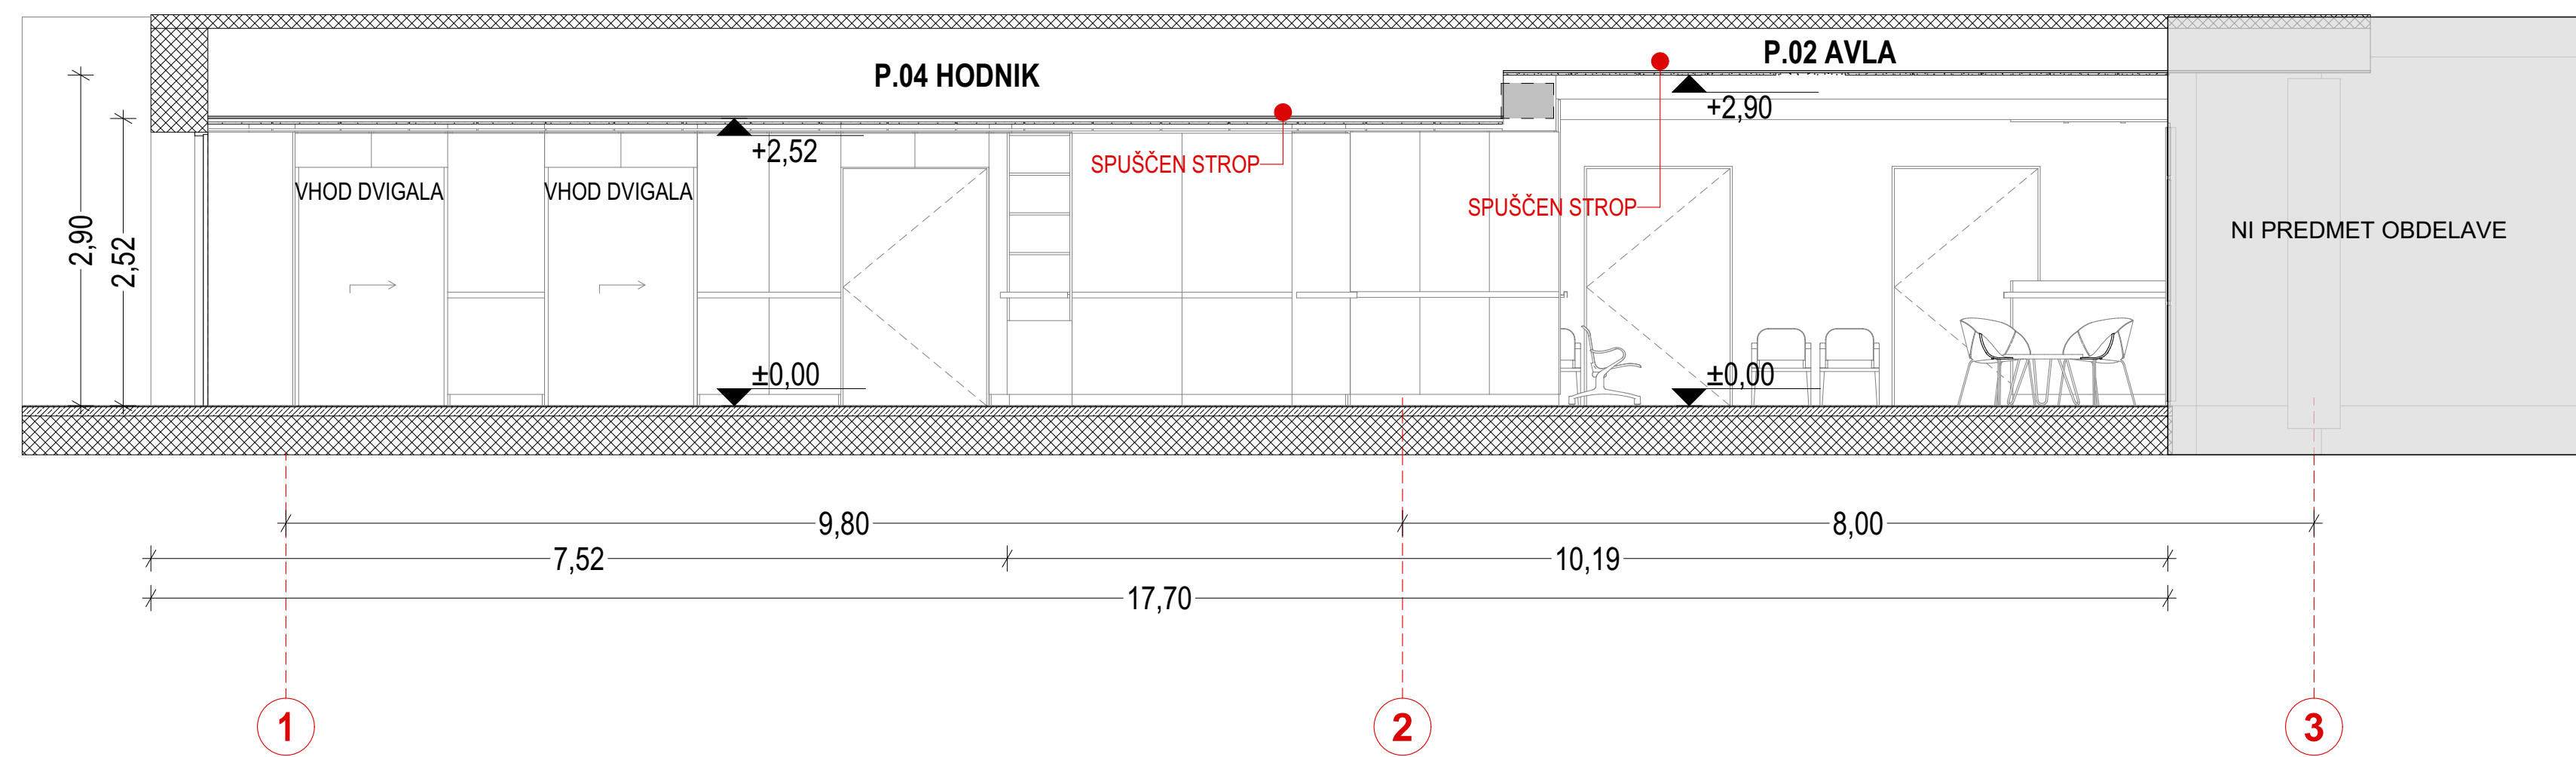 P.02 AVLA
P.04 HODNIK
+2,90
+2,52
SPUŠČEN STROP
VHOD DVIGALA
VHOD DVIGALA
SPUŠČEN STROP
NI PREDMET OBDELAVE
2,90
2,52
±0,00
±0,00
9,80
8,00
7,52
10,19
17,70
1
2
3